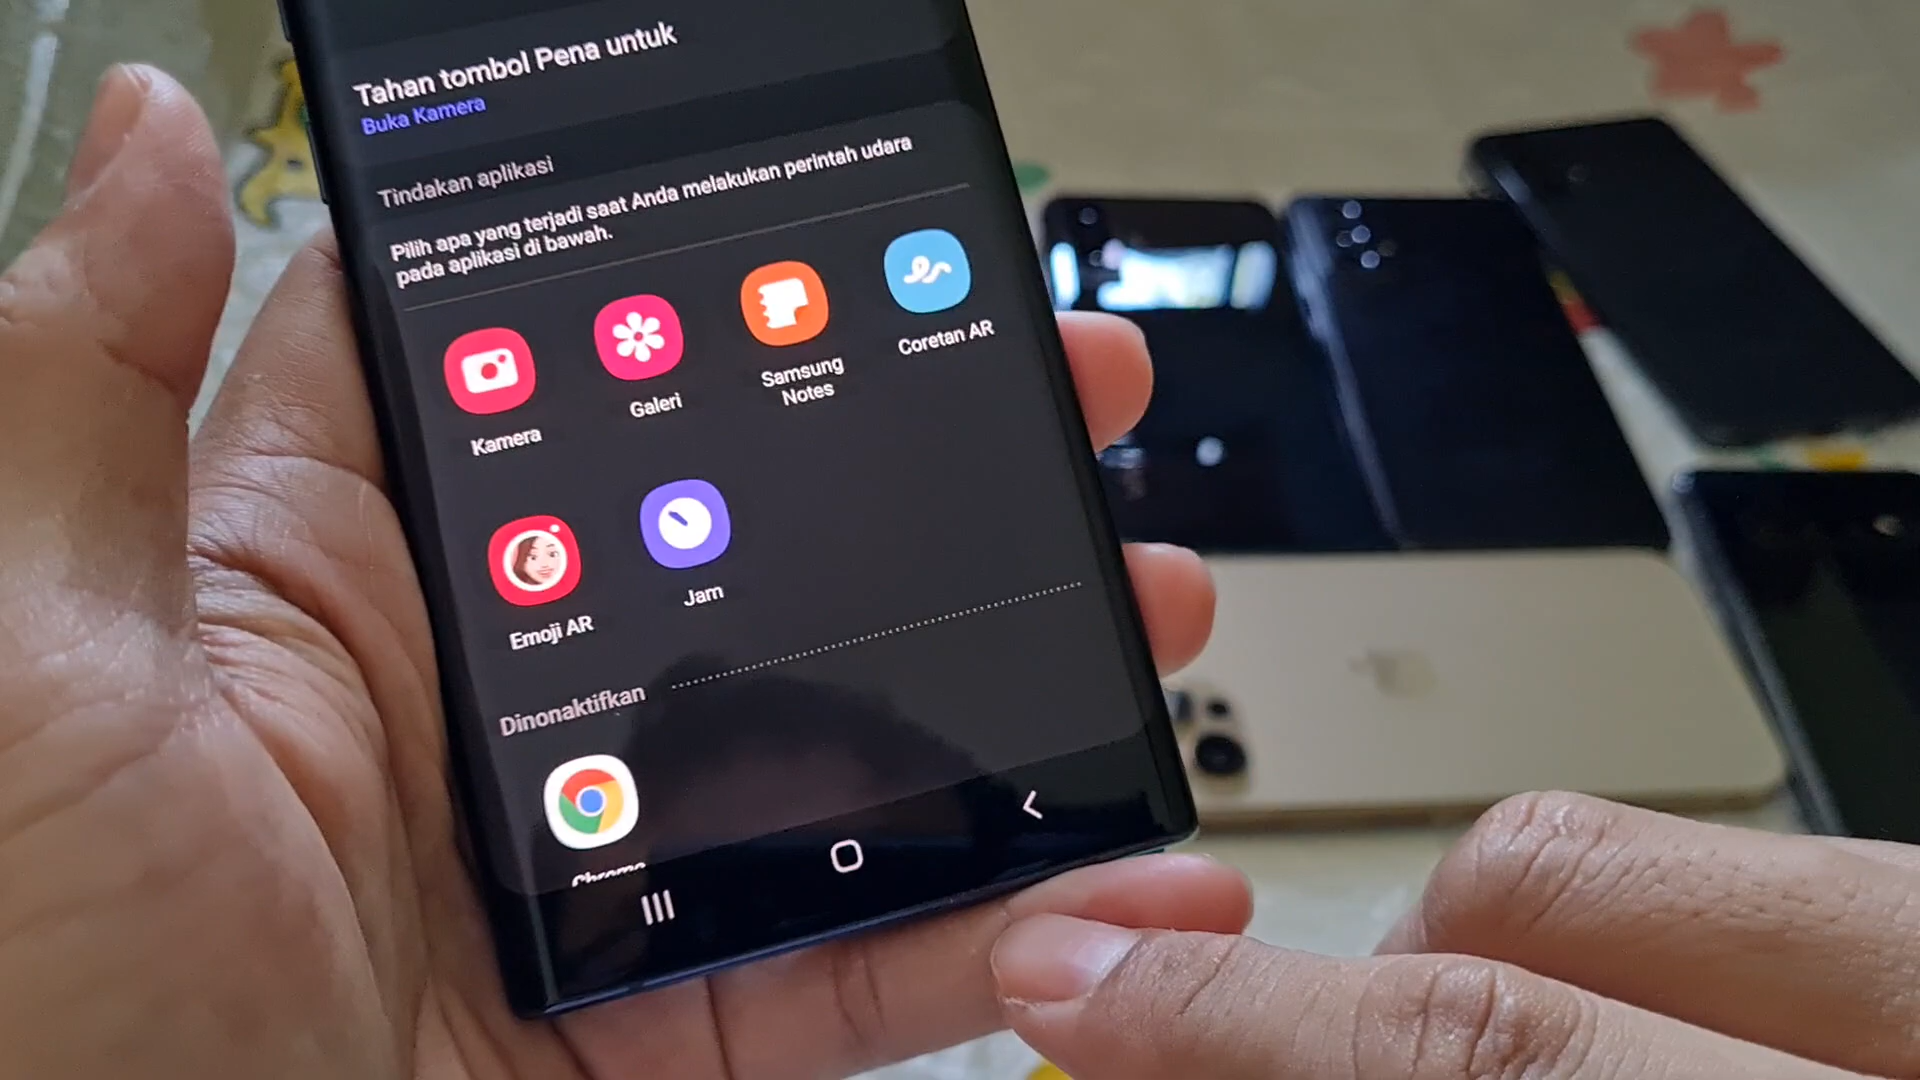 Tahan tombol Pena untuk
Buka Kamera
Tindakan aplikasi
Pilih apa yang terjadi saat Anda melakukan perintah udara
pada aplikasi di bawah.
Kamera
Galeri
Samsung
Notes
Coretan AR
Emoji AR
Jam
Dinonaktifkan
Chrome